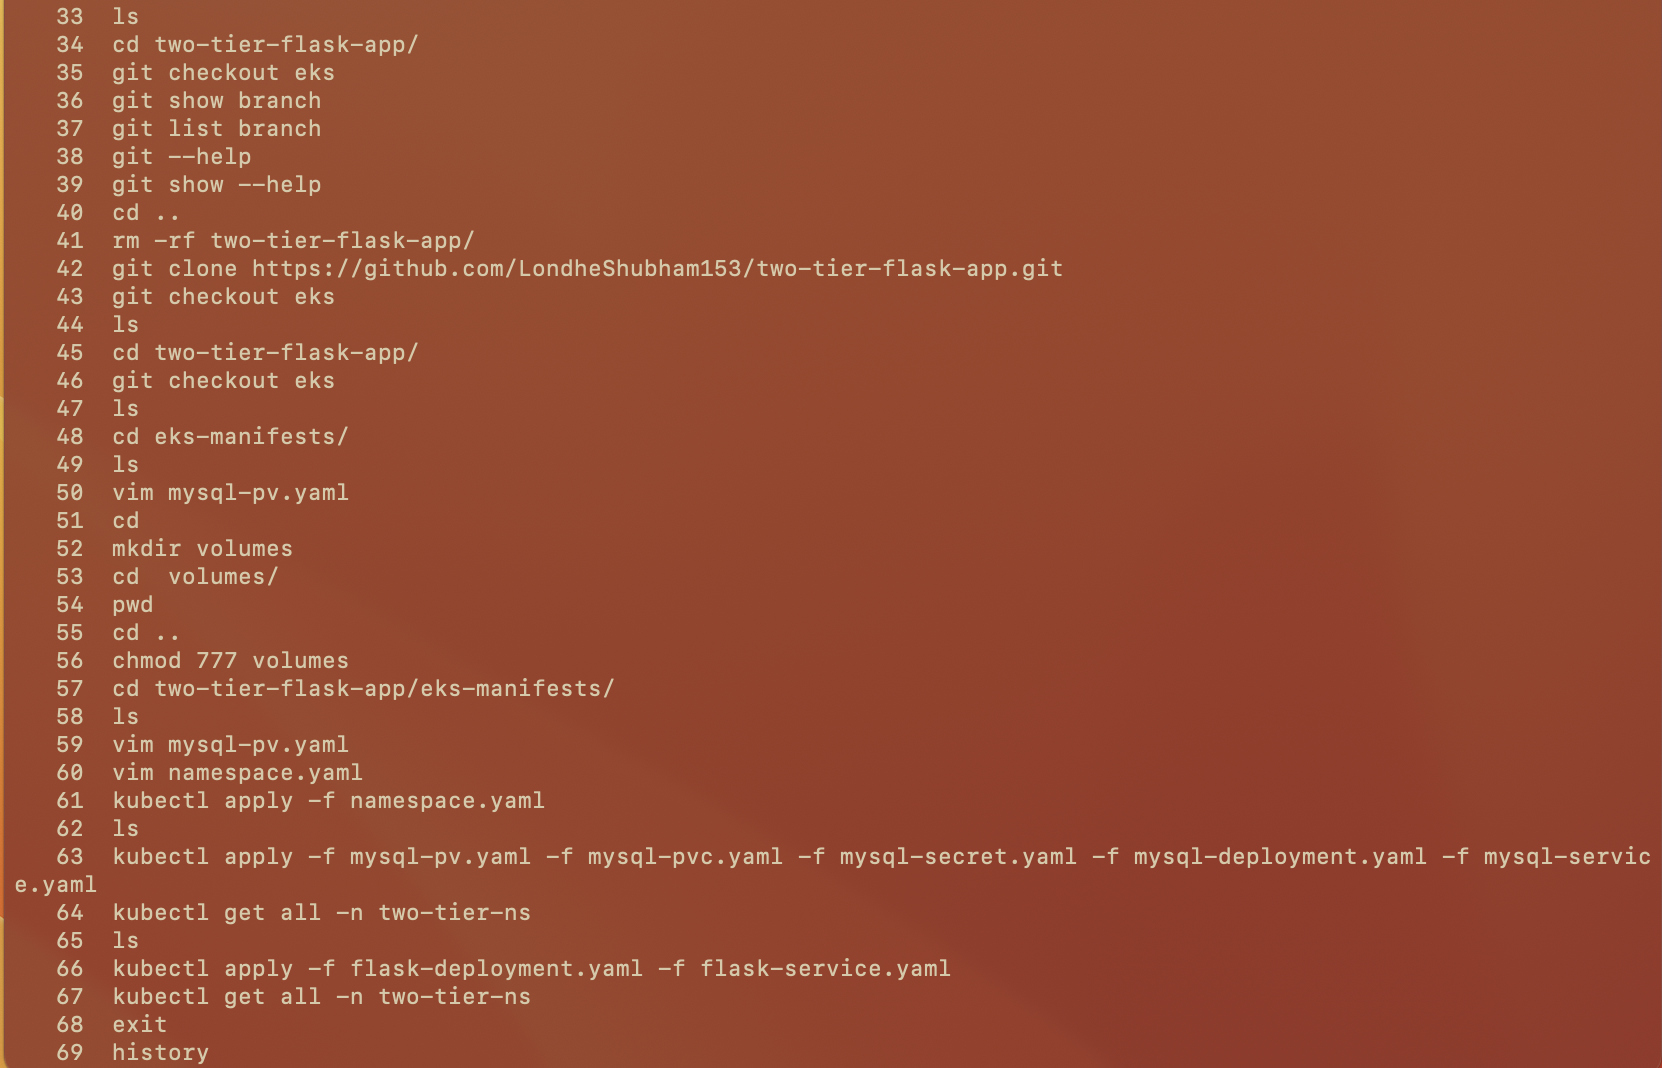 33  ls
34  cd two-tier-flask-app/
35  git checkout eks
36  git show branch
37  git list branch
38  git --help
39  git show --help
40  cd ..
41  rm -rf two-tier-flask-app/
42  git clone https://github.com/LondheShubham153/two-tier-flask-app.git
43  git checkout eks
44  ls
45  cd two-tier-flask-app/
46  git checkout eks
47  ls
48  cd eks-manifests/
49  ls
50  vim mysql-pv.yaml
51  cd
52  mkdir volumes
53  cd  volumes/
54  pwd
55  cd ..
56  chmod 777 volumes
57  cd two-tier-flask-app/eks-manifests/
58  ls
59  vim mysql-pv.yaml
60  vim namespace.yaml
61  kubectl apply -f namespace.yaml
62  ls
63  kubectl apply -f mysql-pv.yaml -f mysql-pvc.yaml -f mysql-secret.yaml -f mysql-deployment.yaml -f mysql-servic
e.yaml
64  kubectl get all -n two-tier-ns
65  ls
66  kubectl apply -f flask-deployment.yaml -f flask-service.yaml
67  kubectl get all -n two-tier-ns
68  exit
69  history